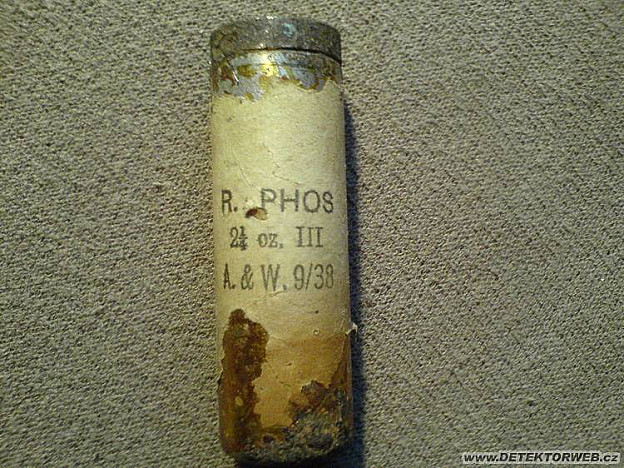 R. PHOS
2¼ oz. III
A. & W. 9/38
www.DETEKTORWEB.cz